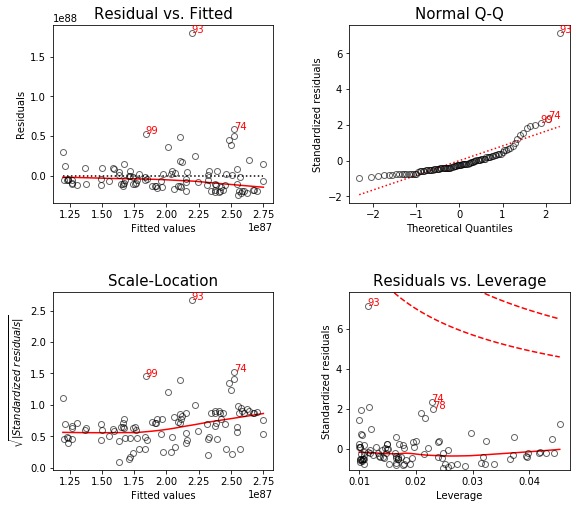 Residual vs. Fitted
1e88
93
99
74
1.5
1.0
0.5
0.0
Residuals
1.25 1.50 1.75 2.00 2.25 2.50 2.75
Fitted values
1e87
Normal Q-Q
93
74
6
4
2
0
−2
Standardized residuals
−2 −1 0 1 2
Theoretical Quantiles
Scale-Location
93
99
74
2.5
2.0
1.5
1.0
0.5
0.0
√|Standardized residuals|
1.25 1.50 1.75 2.00 2.25 2.50 2.75
Fitted values
1e87
Residuals vs. Leverage
93
74
78
6
4
2
0
Standardized residuals
0.01 0.02 0.03 0.04
Leverage